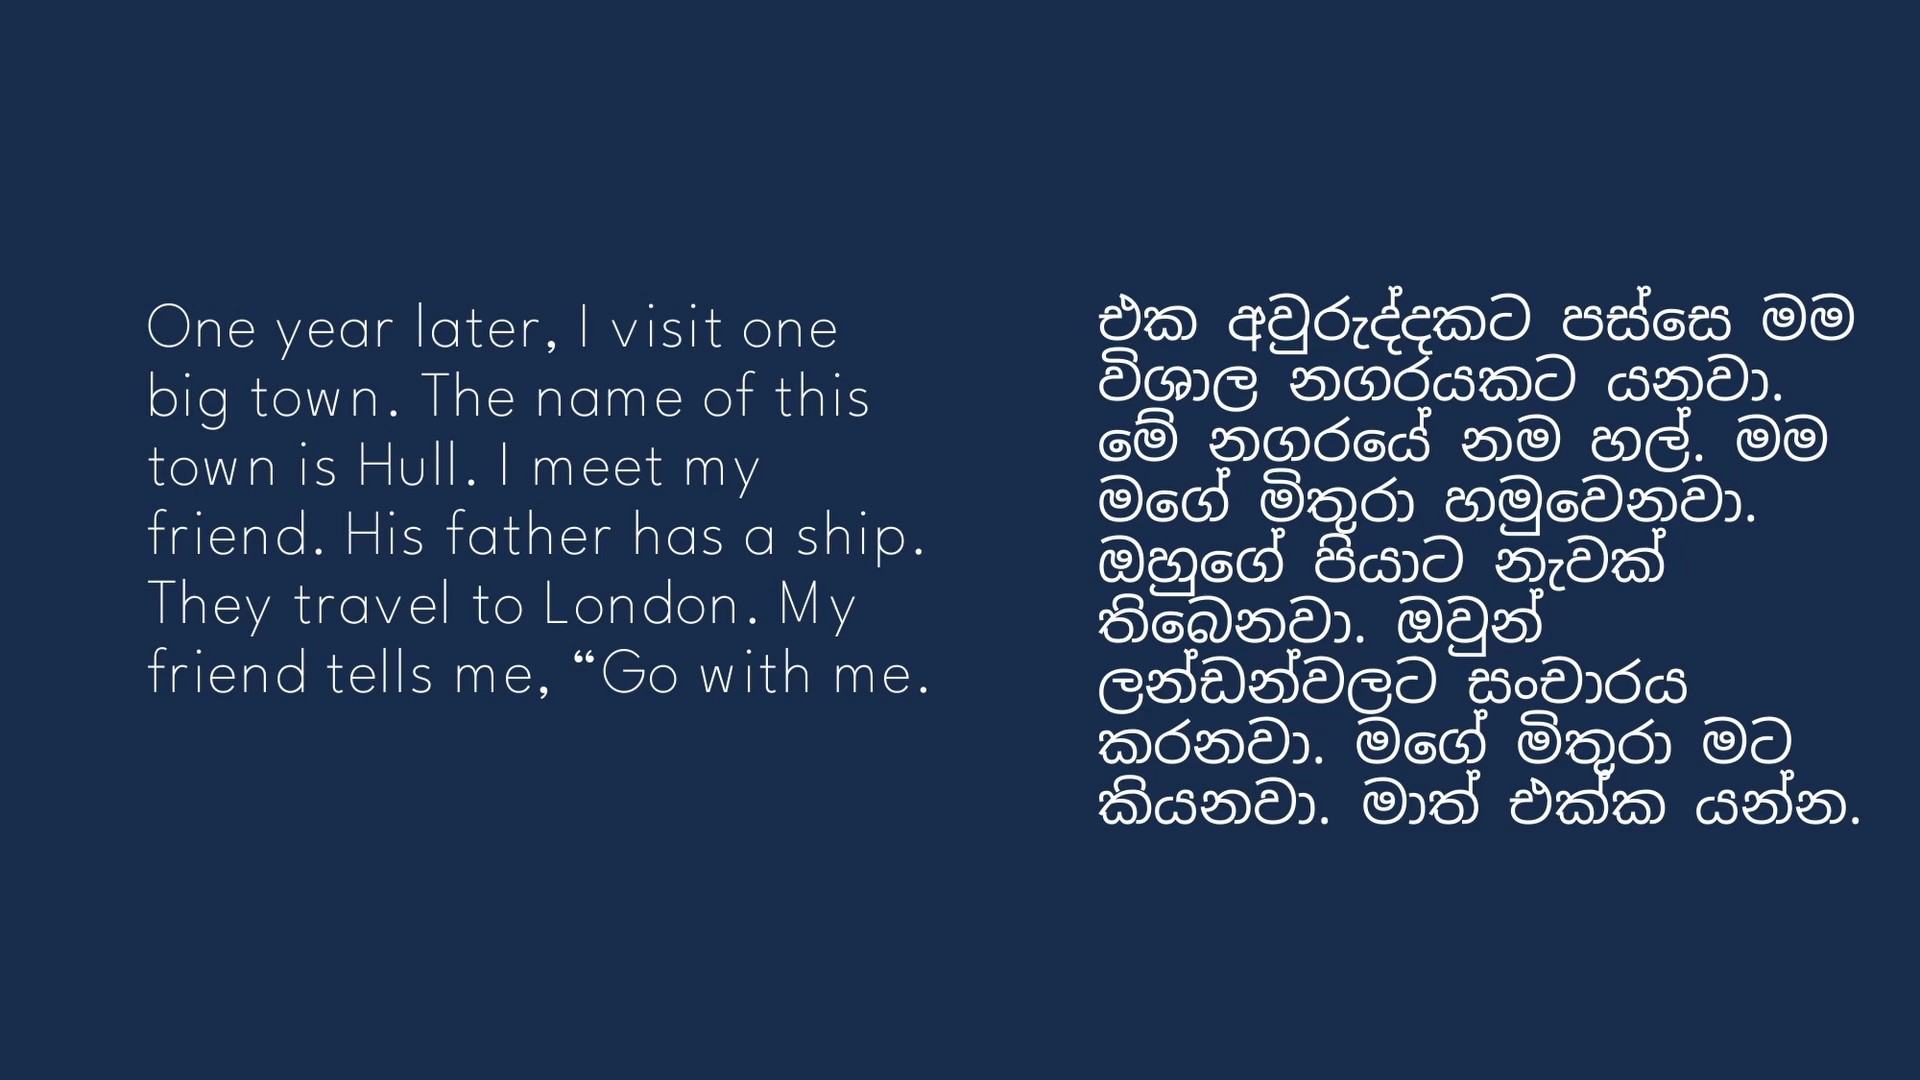 One year later, I visit one
big town. The name of this
town is Hull. I meet my
friend. His father has a ship.
They travel to London. My
friend tells me, “Go with me.
එක අවුරුද්දකට පස්සෙ මම
විශාල නගරයකට යනවා.
මේ නගරයේ නම හල්. මම
මගේ මිතුරා හමුවෙනවා.
ඔහුගේ පියාට නැවක්
තිබෙනවා. ඔවුන්
ලන්ඩන්වලට සංචාරය
කරනවා. මගේ මිතුරා මට
කියනවා. මාත් එක්ක යන්න.